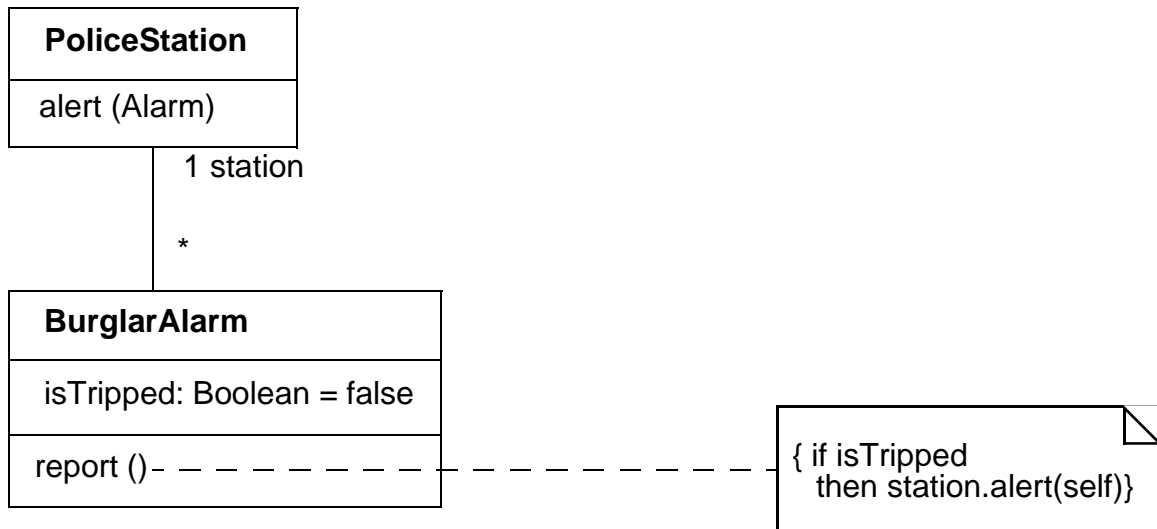 PoliceStation
alert (Alarm)
1 station
*
BurglarAlarm
isTripped: Boolean = false
report ()
{ if isTripped
then station.alert(self)}